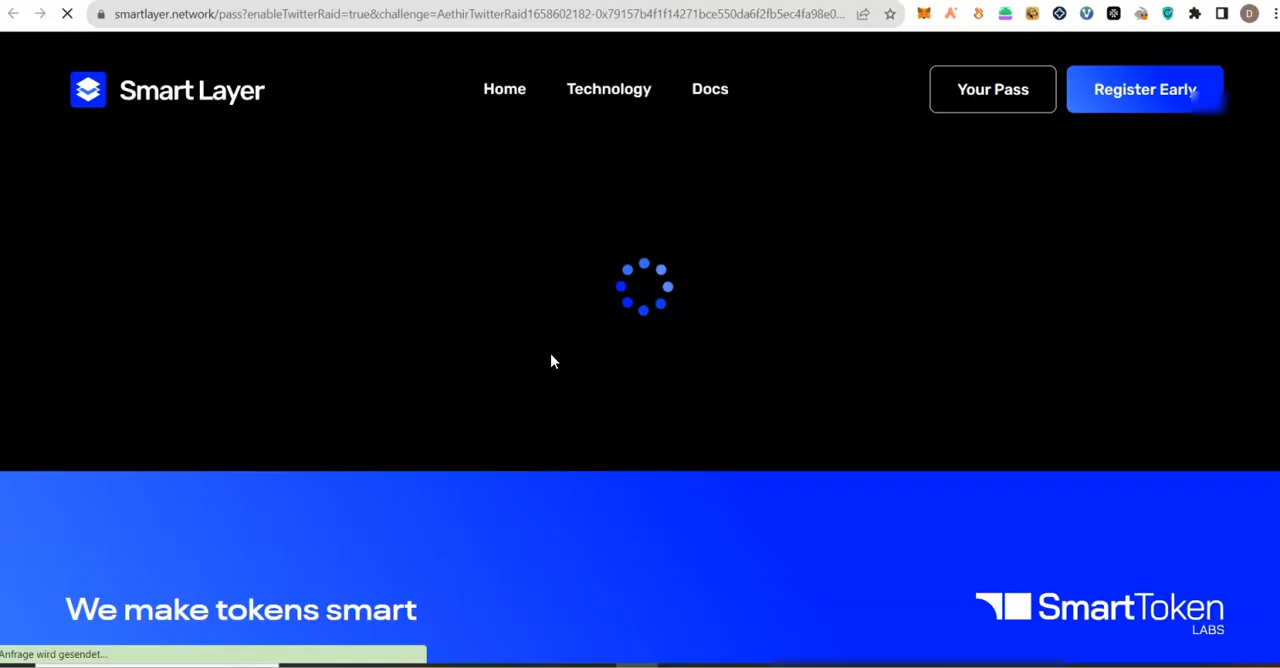 smartlayer.network/pass?enableTwitterRaid=true&challenge=AethirTwitterRaid1658602182-0x79157b4f1f14271bce550da6f2fb5ec4fa98e0...
D
Smart Layer
Home
Technology
Docs
Your Pass
Register Early
We make tokens smart
SmartToken
LABS
Anfrage wird gesendet...